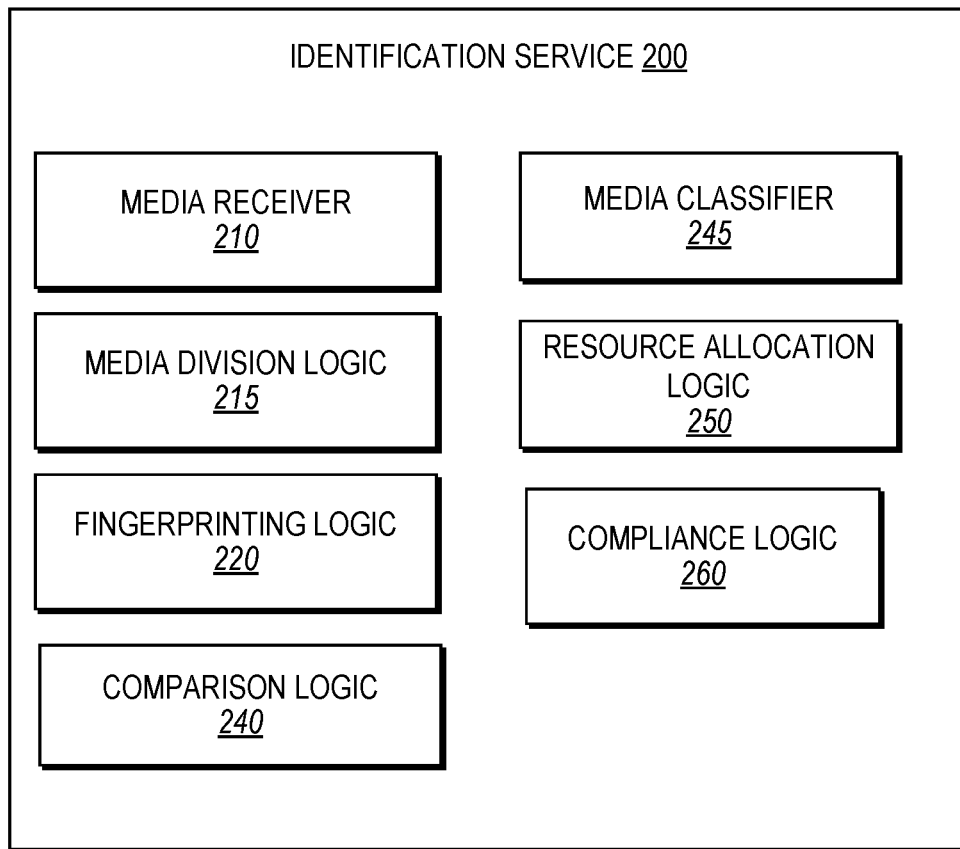 IDENTIFICATION SERVICE 200
MEDIA RECEIVER
210
MEDIA DIVISION LOGIC
215
FINGERPRINTING LOGIC
220
COMPARISON LOGIC
240
MEDIA CLASSIFIER
245
RESOURCE ALLOCATION
LOGIC
250
COMPLIANCE LOGIC
260